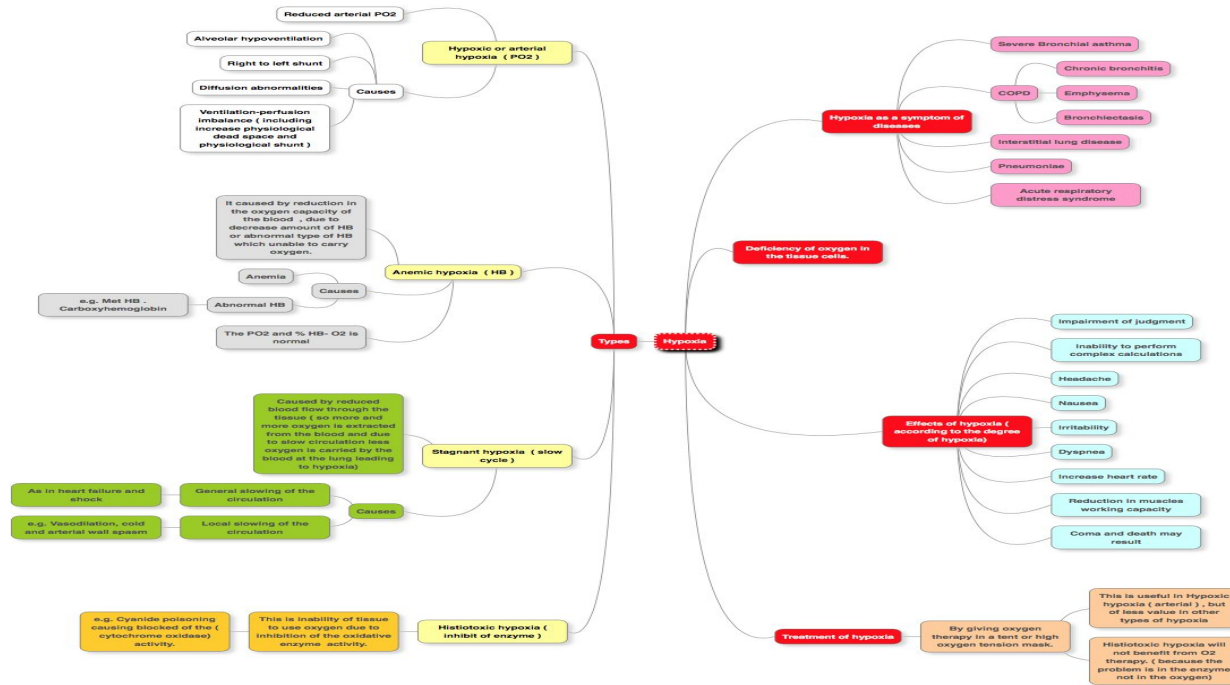 Hypoxia
Types
Hypoxic or arterial
hypoxia ( PO2 )
Reduced arterial PO2
Causes
Alveolar hypoventilation
Right to left shunt
Diffusion abnormalities
Ventilation-perfusion
imbalance ( including
increase physiological
dead space and
physiological shunt )
Anemic hypoxia ( HB )
It caused by reduction in
the oxygen capacity of
the blood , due to
decrease amount of HB
or abnormal type of HB
which unable to carry
oxygen.
Causes
Anemia
Abnormal HB
e.g. Met HB .
Carboxyhemoglobin
The PO2 and % HB- O2 is
normal
Stagnant hypoxia ( slow
cycle )
Caused by reduced
blood flow through the
tissue ( so more and
more oxygen is extracted
from the blood and due
to slow circulation less
oxygen is carried by the
blood at the lung leading
to hypoxia)
Causes
General slowing of the
circulation
As in heart failure and
shock
Local slowing of the
circulation
e.g. Vasodilation, cold
and arterial wall spasm
Histiotoxic hypoxia (
inhibit of enzyme )
This is inability of tissue
to use oxygen due to
inhibition of the oxidative
enzyme activity.
e.g. Cyanide poisoning
causing blocked of the (
cytochrome oxidase)
activity.
Hypoxia as a symptom of
diseases
Severe Bronchial asthma
COPD
Chronic bronchitis
Emphysema
Bronchiectasis
Interstitial lung disease
Pneumoniae
Acute respiratory
distress syndrome
Deficiency of oxygen in
the tissue cells.
Effects of hypoxia (
according to the degree
of hypoxia)
Impairment of judgment
Inability to perform
complex calculations
Headache
Nausea
Irritability
Dyspnea
Increase heart rate
Reduction in muscles
working capacity
Coma and death may
result
Treatment of hypoxia
By giving oxygen
therapy in a tent or high
oxygen tension mask.
This is useful in Hypoxic
hypoxia ( arterial ) , but
of less value in other
types of hypoxia
Histiotoxic hypoxia will
not benefit from O2
therapy. ( because the
problem is in the enzyme
not in the oxygen)